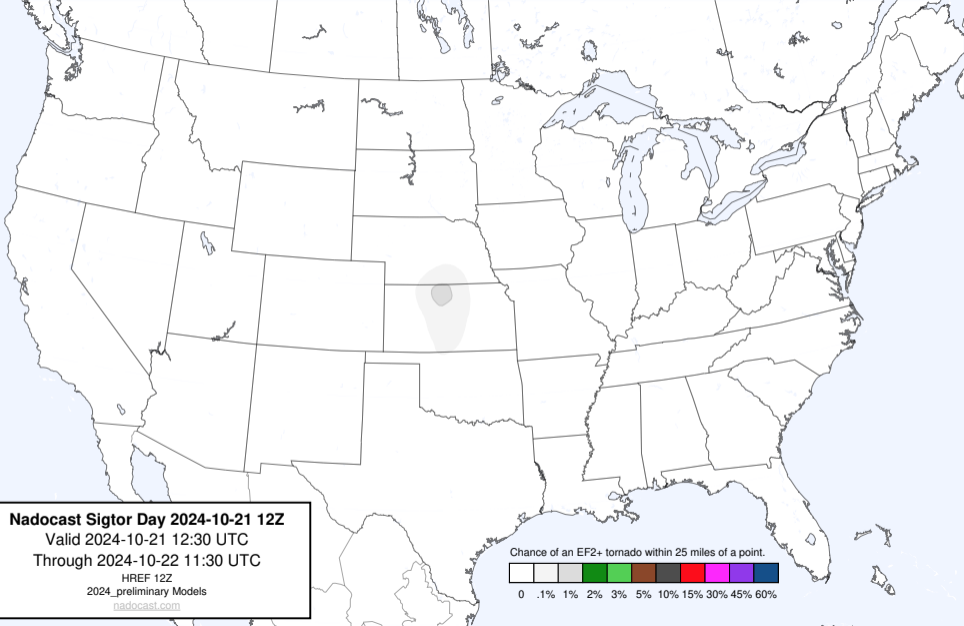 Nadocast Sigtor Day 2024-10-21 12Z
Valid 2024-10-21 12:30 UTC
Through 2024-10-22 11:30 UTC
HREF 12Z
2024_preliminary Models
nadocast.com
Chance of an EF2+ tornado within 25 miles of a point.
0 .1% 1% 2% 3% 5% 10% 15% 30% 45% 60%